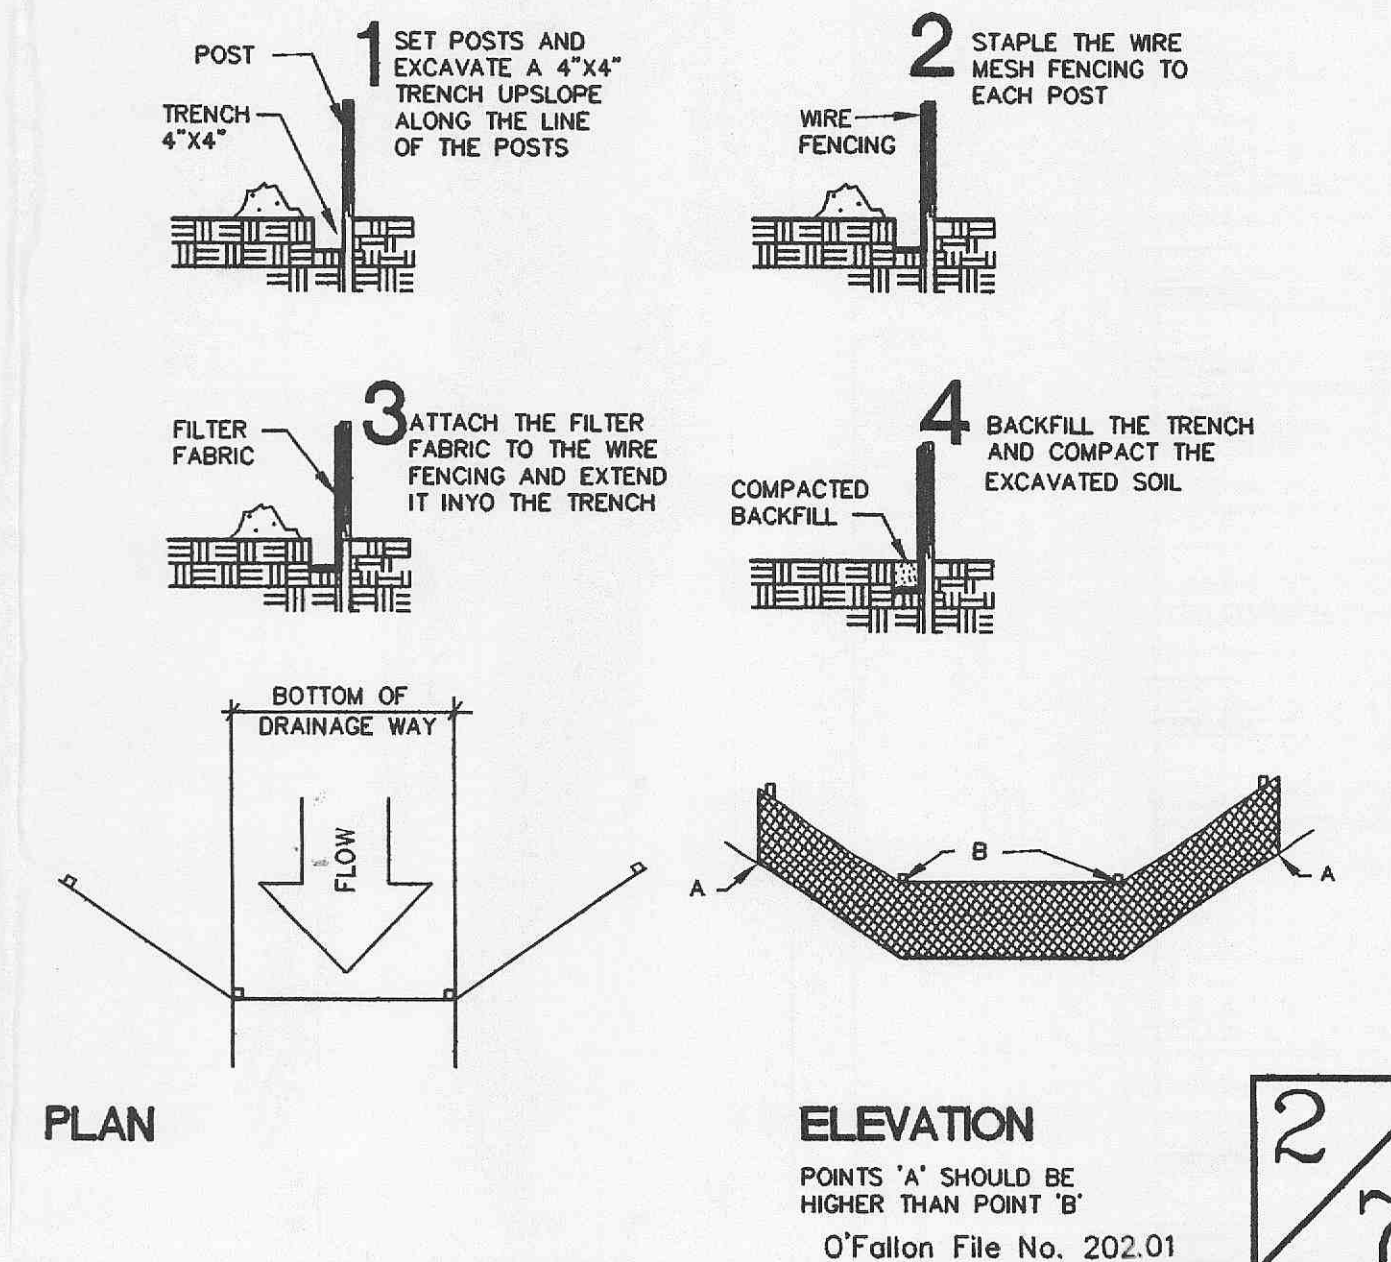 1
SET POSTS AND
EXCAVATE A 4"X4"
TRENCH UPSLOPE
ALONG THE LINE
OF THE POSTS
POST
TRENCH
4"X4"
2
STAPLE THE WIRE
MESH FENCING TO
EACH POST
WIRE
FENCING
3
ATTACH THE FILTER
FABRIC TO THE WIRE
FENCING AND EXTEND
IT INYO THE TRENCH
FILTER
FABRIC
4
BACKFILL THE TRENCH
AND COMPACT THE
EXCAVATED SOIL
COMPACTED
BACKFILL
BOTTOM OF
DRAINAGE WAY
FLOW
B
A
A
PLAN
ELEVATION
POINTS 'A' SHOULD BE
HIGHER THAN POINT 'B'
O'Fallon File No. 202.01
2